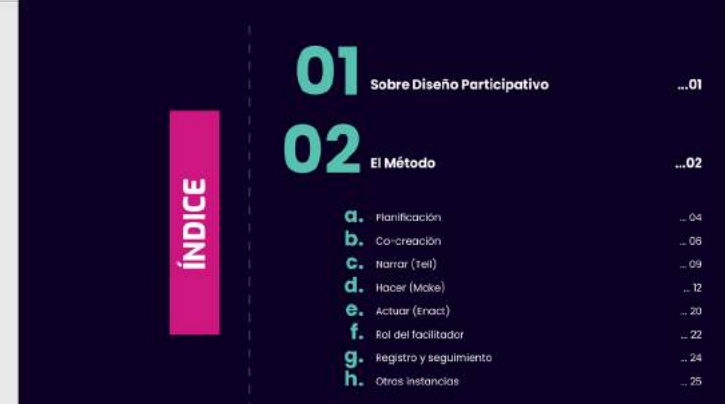 ÍNDICE
01 Sobre Diseño Participativo ...01
02 El Método ...02
a. Planificación ... 04
b. Co-creación ... 06
c. Narrar (Tell) ... 09
d. Hacer (Make) ... 12
e. Actuar (Enact) ... 20
f. Rol del facilitador ... 22
g. Registro y seguimiento ... 24
h. Otras instancias ... 25